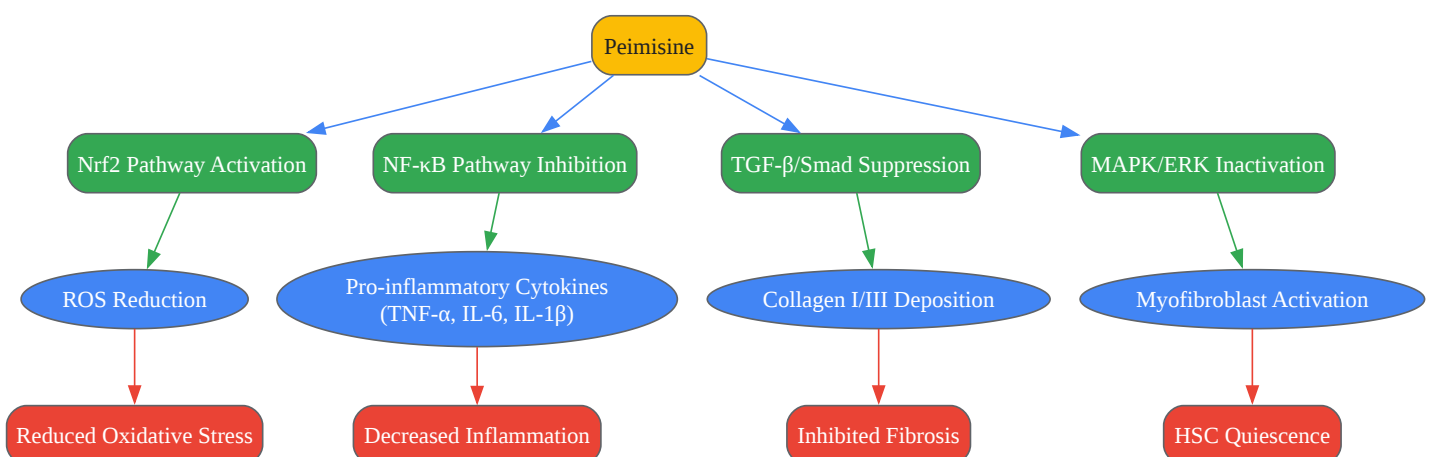 Peimisine
Nrf2 Pathway Activation
NF-κB Pathway Inhibition
TGF-β/Smad Suppression
MAPK/ERK Inactivation
ROS Reduction
Pro-inflammatory Cytokines
(TNF-α, IL-6, IL-1β)
Collagen I/III Deposition
Myofibroblast Activation
Reduced Oxidative Stress
Decreased Inflammation
Inhibited Fibrosis
HSC Quiescence